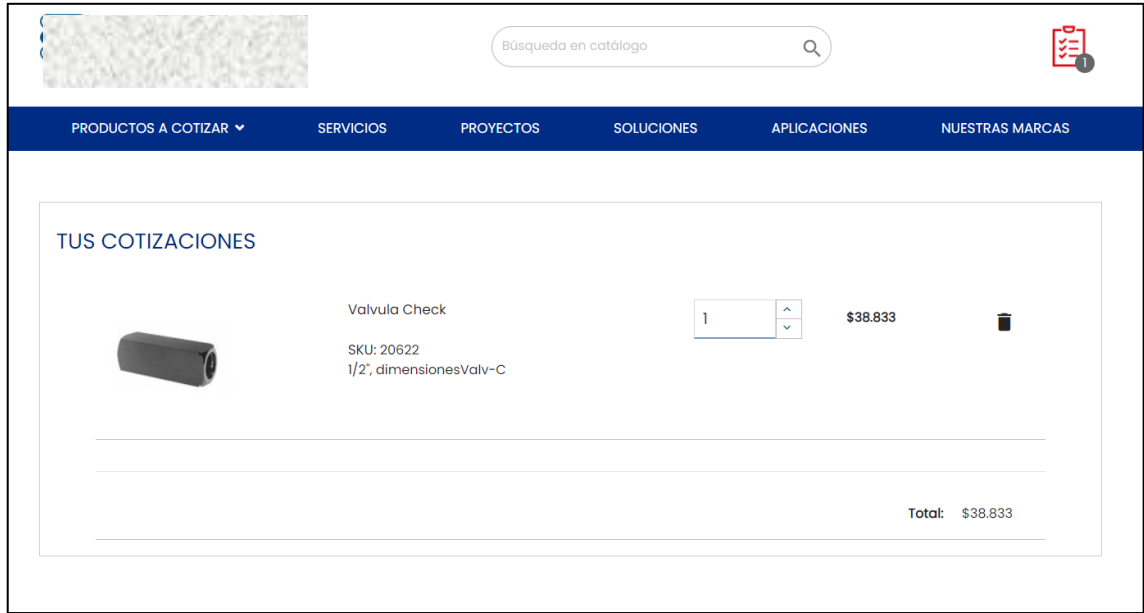 Búsqueda en catálogo
1
PRODUCTOS A COTIZAR SERVICIOS PROYECTOS SOLUCIONES APLICACIONES NUESTRAS MARCAS
TUS COTIZACIONES
Valvula Check
1 $38.833
SKU: 20622
1/2", dimensionesValv-C
Total: $38.833